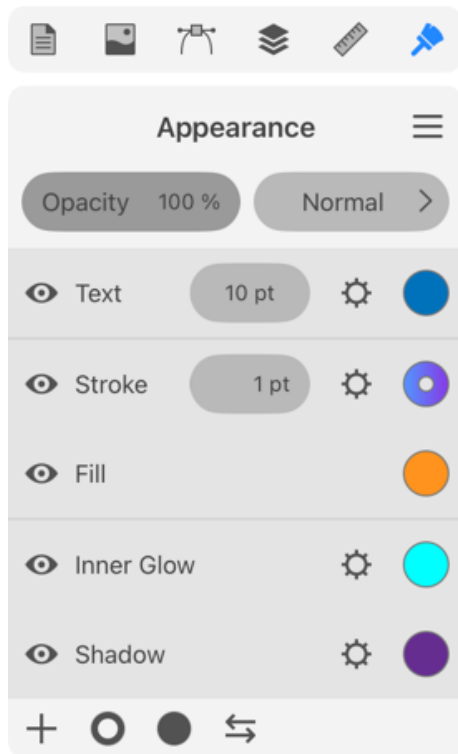 Appearance
Opacity 100 % Normal
Text 10 pt
Stroke 1 pt
Fill
Inner Glow
Shadow